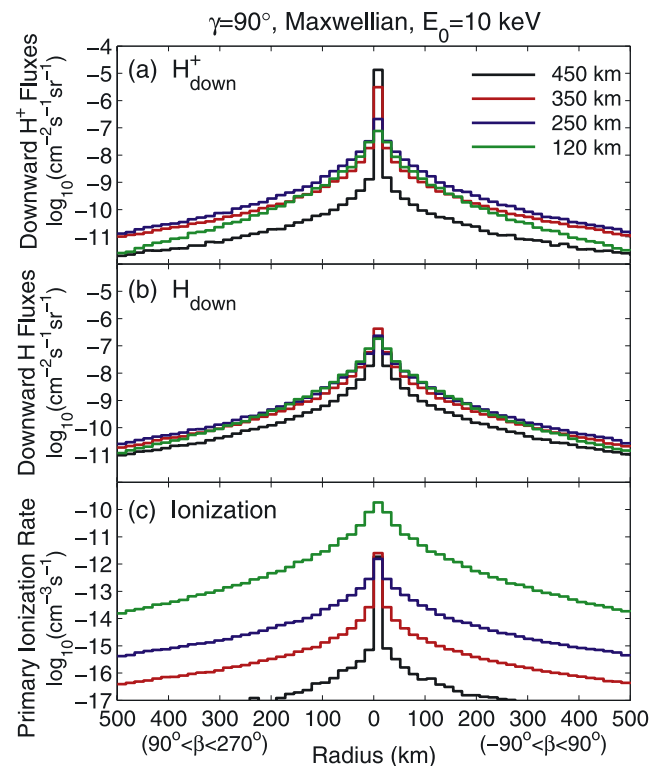 γ=90°, Maxwellian, E₀=10 keV
(a) H⁺down
450 km
350 km
250 km
120 km
Downward H⁺ Fluxes
log₁₀(cm⁻²s⁻¹sr⁻¹)
-4
-5
-6
-7
-8
-9
-10
-11
(b) Hdown
Downward H Fluxes
log₁₀(cm⁻²s⁻¹sr⁻¹)
-5
-6
-7
-8
-9
-10
-11
(c) Ionization
Primary Ionization Rate
log₁₀(cm⁻³s⁻¹)
-10
-11
-12
-13
-14
-15
-16
-17
500 400 300 200 100 0 100 200 300 400 500
(90°<β<270°) Radius (km) (−90°<β<90°)